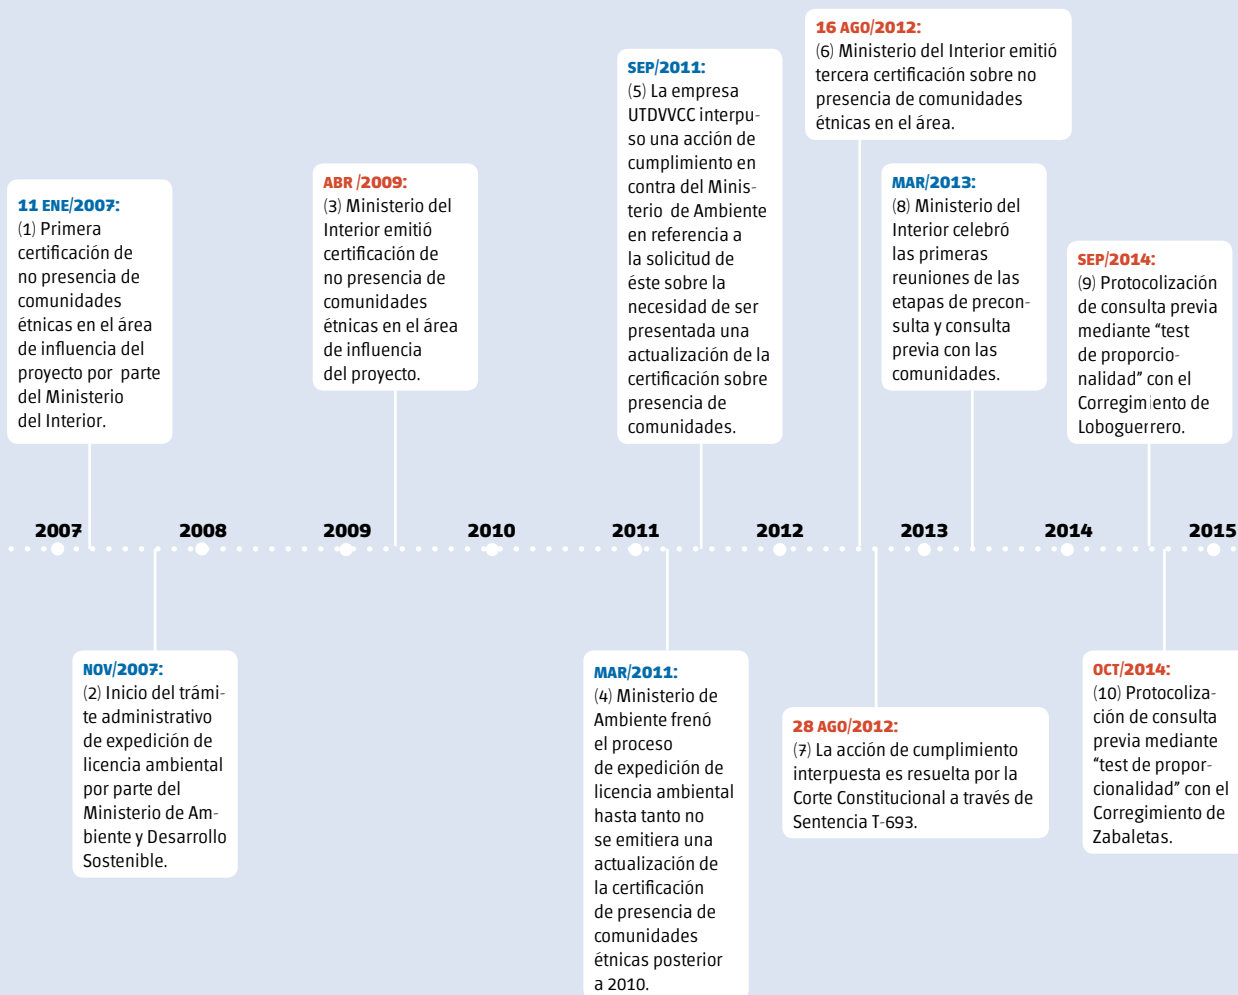 11 ENE/2007:
(1) Primera
certificación de
no presencia de
comunidades
étnicas en el área
de influencia del
proyecto por parte
del Ministerio
del Interior.
ABR /2009:
(3) Ministerio del
Interior emitió
certificación de
no presencia de
comunidades
étnicas en el área
de influencia
del proyecto.
SEP/2011:
(5) La empresa
UTDVVCC interpu-
so una acción de
cumplimiento en
contra del Minis-
terio de Ambiente
en referencia a
la solicitud de
éste sobre la
necesidad de ser
presentada una
actualización de la
certificación sobre
presencia de
comunidades.
16 AGO/2012:
(6) Ministerio del Interior emitió
tercera certificación sobre no
presencia de comunidades
étnicas en el área.
MAR/2013:
(8) Ministerio del
Interior celebró
las primeras
reuniones de las
etapas de precon-
sulta y consulta
previa con las
comunidades.
SEP/2014:
(9) Protocolización
de consulta previa
mediante “test
de proporcio-
nalidad” con el
Corregimiento de
Loboguerrero.
2007 2008 2009 2010 2011 2012 2013 2014 2015
NOV/2007:
(2) Inicio del trámi-
te administrativo
de expedición de
licencia ambiental
por parte del
Ministerio de Am-
biente y Desarrollo
Sostenible.
MAR/2011:
(4) Ministerio de
Ambiente frenó
el proceso
de expedición de
licencia ambiental
hasta tanto no
se emitiera una
actualización de
la certificación
de presencia de
comunidades
étnicas posterior
a 2010.
28 AGO/2012:
(7) La acción de cumplimiento
interpuesta es resuelta por la
Corte Constitucional a través de
Sentencia T-693.
OCT/2014:
(10) Protocoliza-
ción de consulta
previa mediante
“test de propor-
cionalidad” con el
Corregimiento de
Zabaletas.